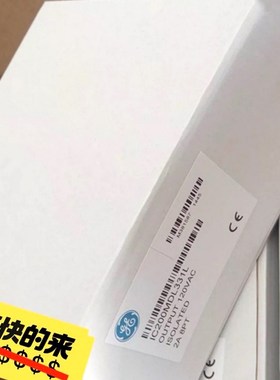 IC200MDL331L
OUTPUT 120VAC
ISOLATED
2A 8PT
CE
快的来
$$$$$